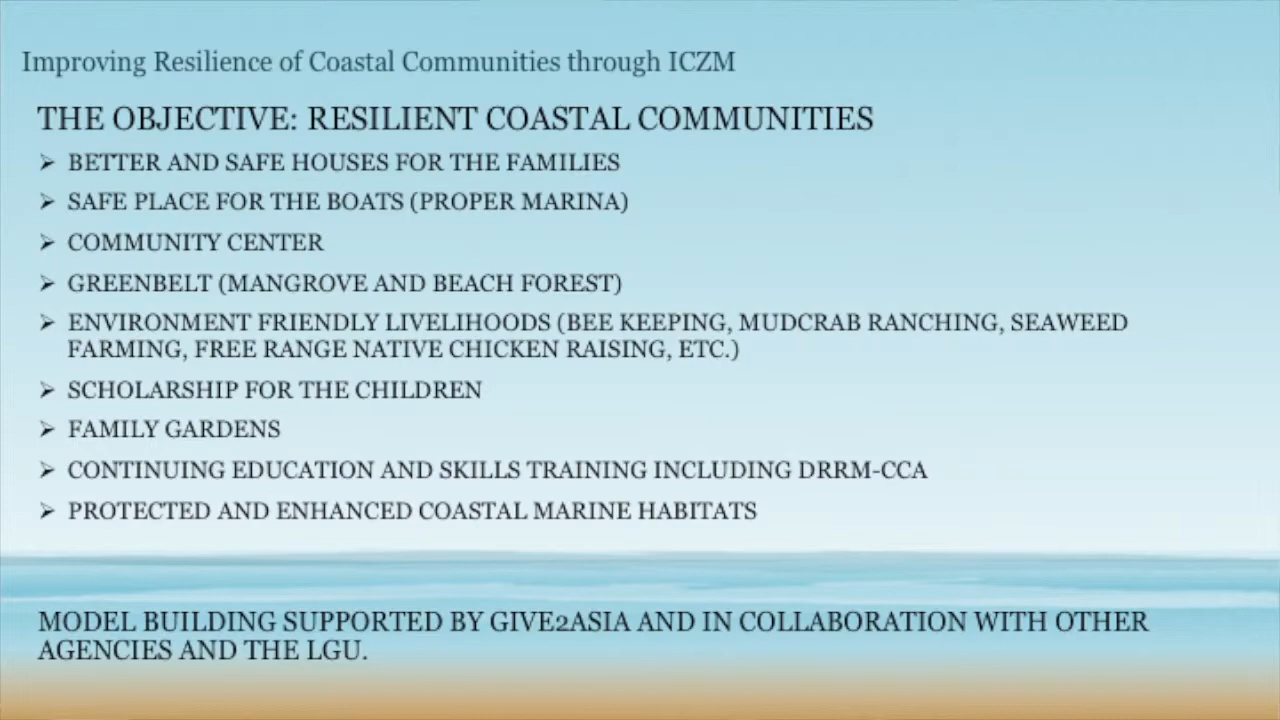 Improving Resilience of Coastal Communities through ICZM
THE OBJECTIVE: RESILIENT COASTAL COMMUNITIES
➢ BETTER AND SAFE HOUSES FOR THE FAMILIES
➢ SAFE PLACE FOR THE BOATS (PROPER MARINA)
➢ COMMUNITY CENTER
➢ GREENBELT (MANGROVE AND BEACH FOREST)
➢ ENVIRONMENT FRIENDLY LIVELIHOODS (BEE KEEPING, MUDCRAB RANCHING, SEAWEED
FARMING, FREE RANGE NATIVE CHICKEN RAISING, ETC.)
➢ SCHOLARSHIP FOR THE CHILDREN
➢ FAMILY GARDENS
➢ CONTINUING EDUCATION AND SKILLS TRAINING INCLUDING DRRM-CCA
➢ PROTECTED AND ENHANCED COASTAL MARINE HABITATS
MODEL BUILDING SUPPORTED BY GIVE2ASIA AND IN COLLABORATION WITH OTHER
AGENCIES AND THE LGU.